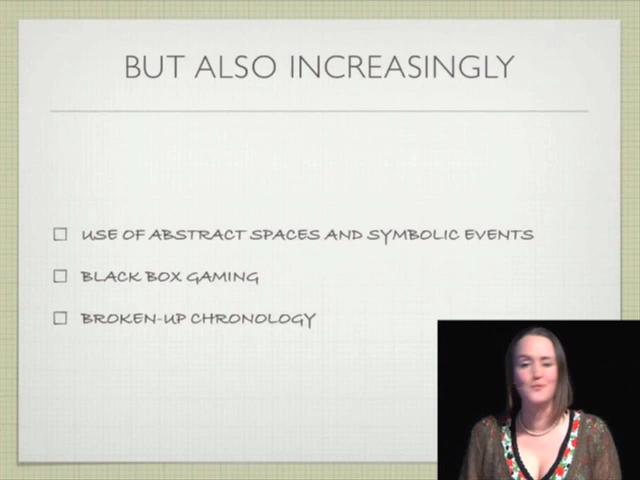 BUT ALSO INCREASINGLY
USE OF ABSTRACT SPACES AND SYMBOLIC EVENTS
BLACK BOX GAMING
BROKEN-UP CHRONOLOGY